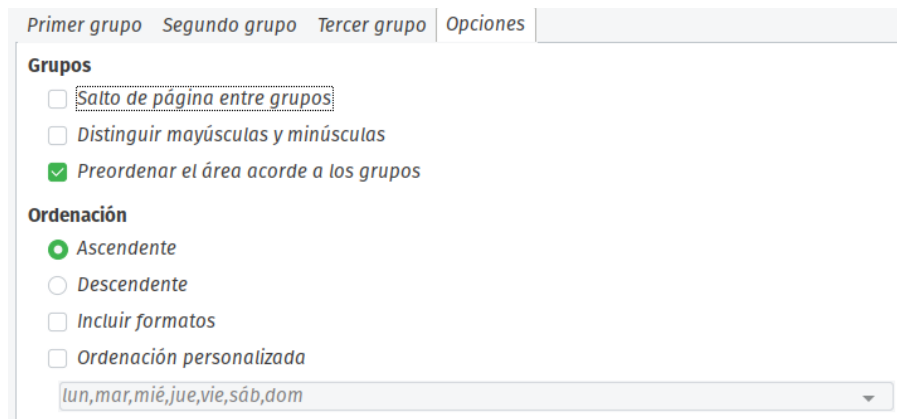 Primer grupo Segundo grupo Tercer grupo Opciones
Grupos
Salto de página entre grupos
Distinguir mayúsculas y minúsculas
Preordenar el área acorde a los grupos
Ordenación
Ascendente
Descendente
Incluir formatos
Ordenación personalizada
lun,mar,mié,jue,vie,sáb,dom